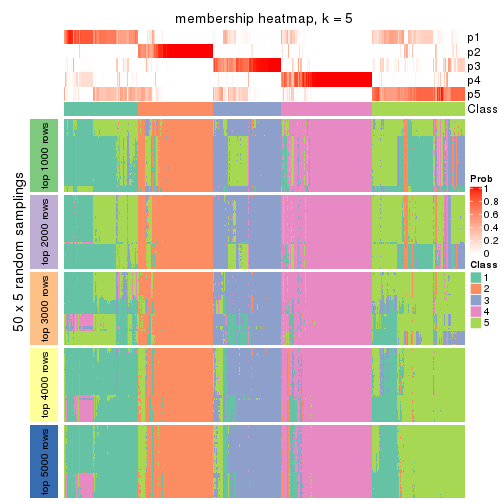 membership heatmap, k = 5
p1
p2
p3
p4
p5
Class
50 x 5 random samplings
top 1000 rows
top 2000 rows
top 3000 rows
top 4000 rows
top 5000 rows
Prob
1
0.8
0.6
0.4
0.2
0
Class
1
2
3
4
5